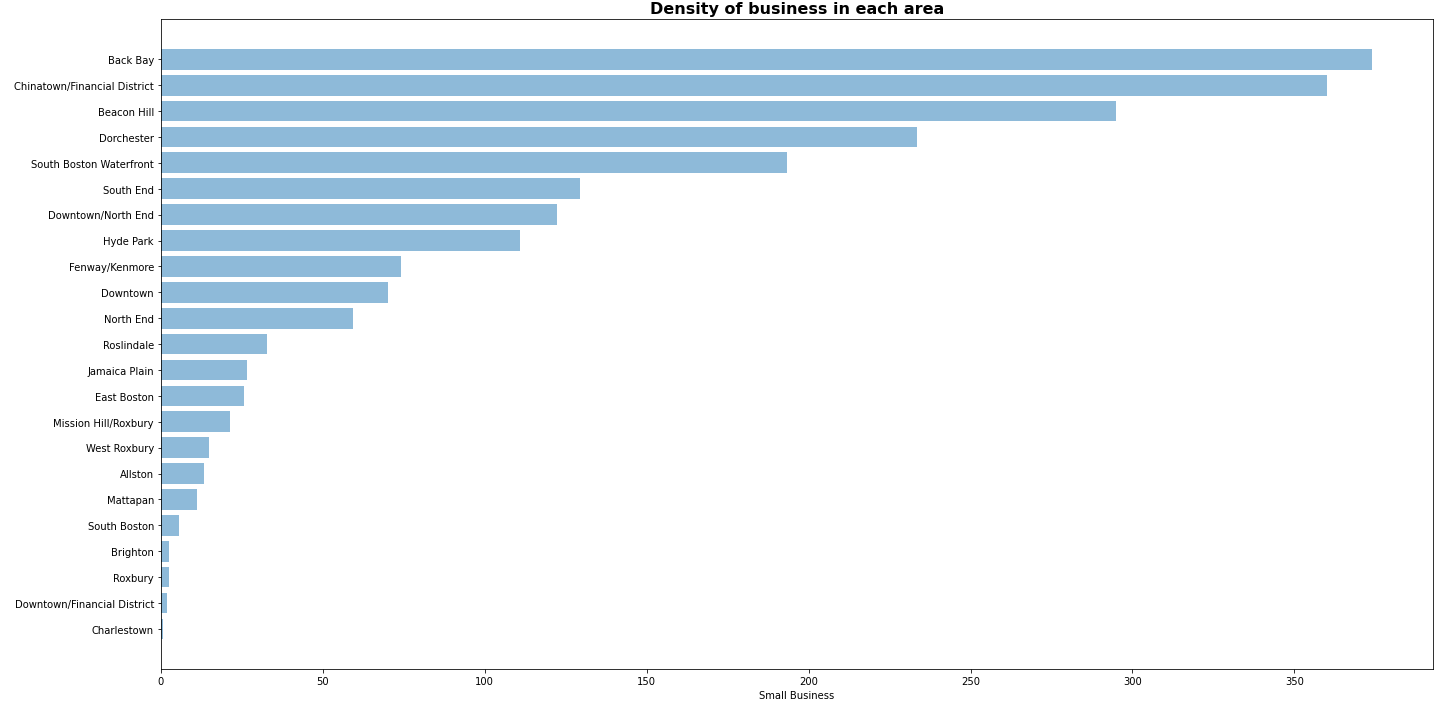 Density of business in each area
Back Bay
Chinatown/Financial District
Beacon Hill
Dorchester
South Boston Waterfront
South End
Downtown/North End
Hyde Park
Fenway/Kenmore
Downtown
North End
Roslindale
Jamaica Plain
East Boston
Mission Hill/Roxbury
West Roxbury
Allston
Mattapan
South Boston
Brighton
Roxbury
Downtown/Financial District
Charlestown
0 50 100 150 200 250 300 350
Small Business